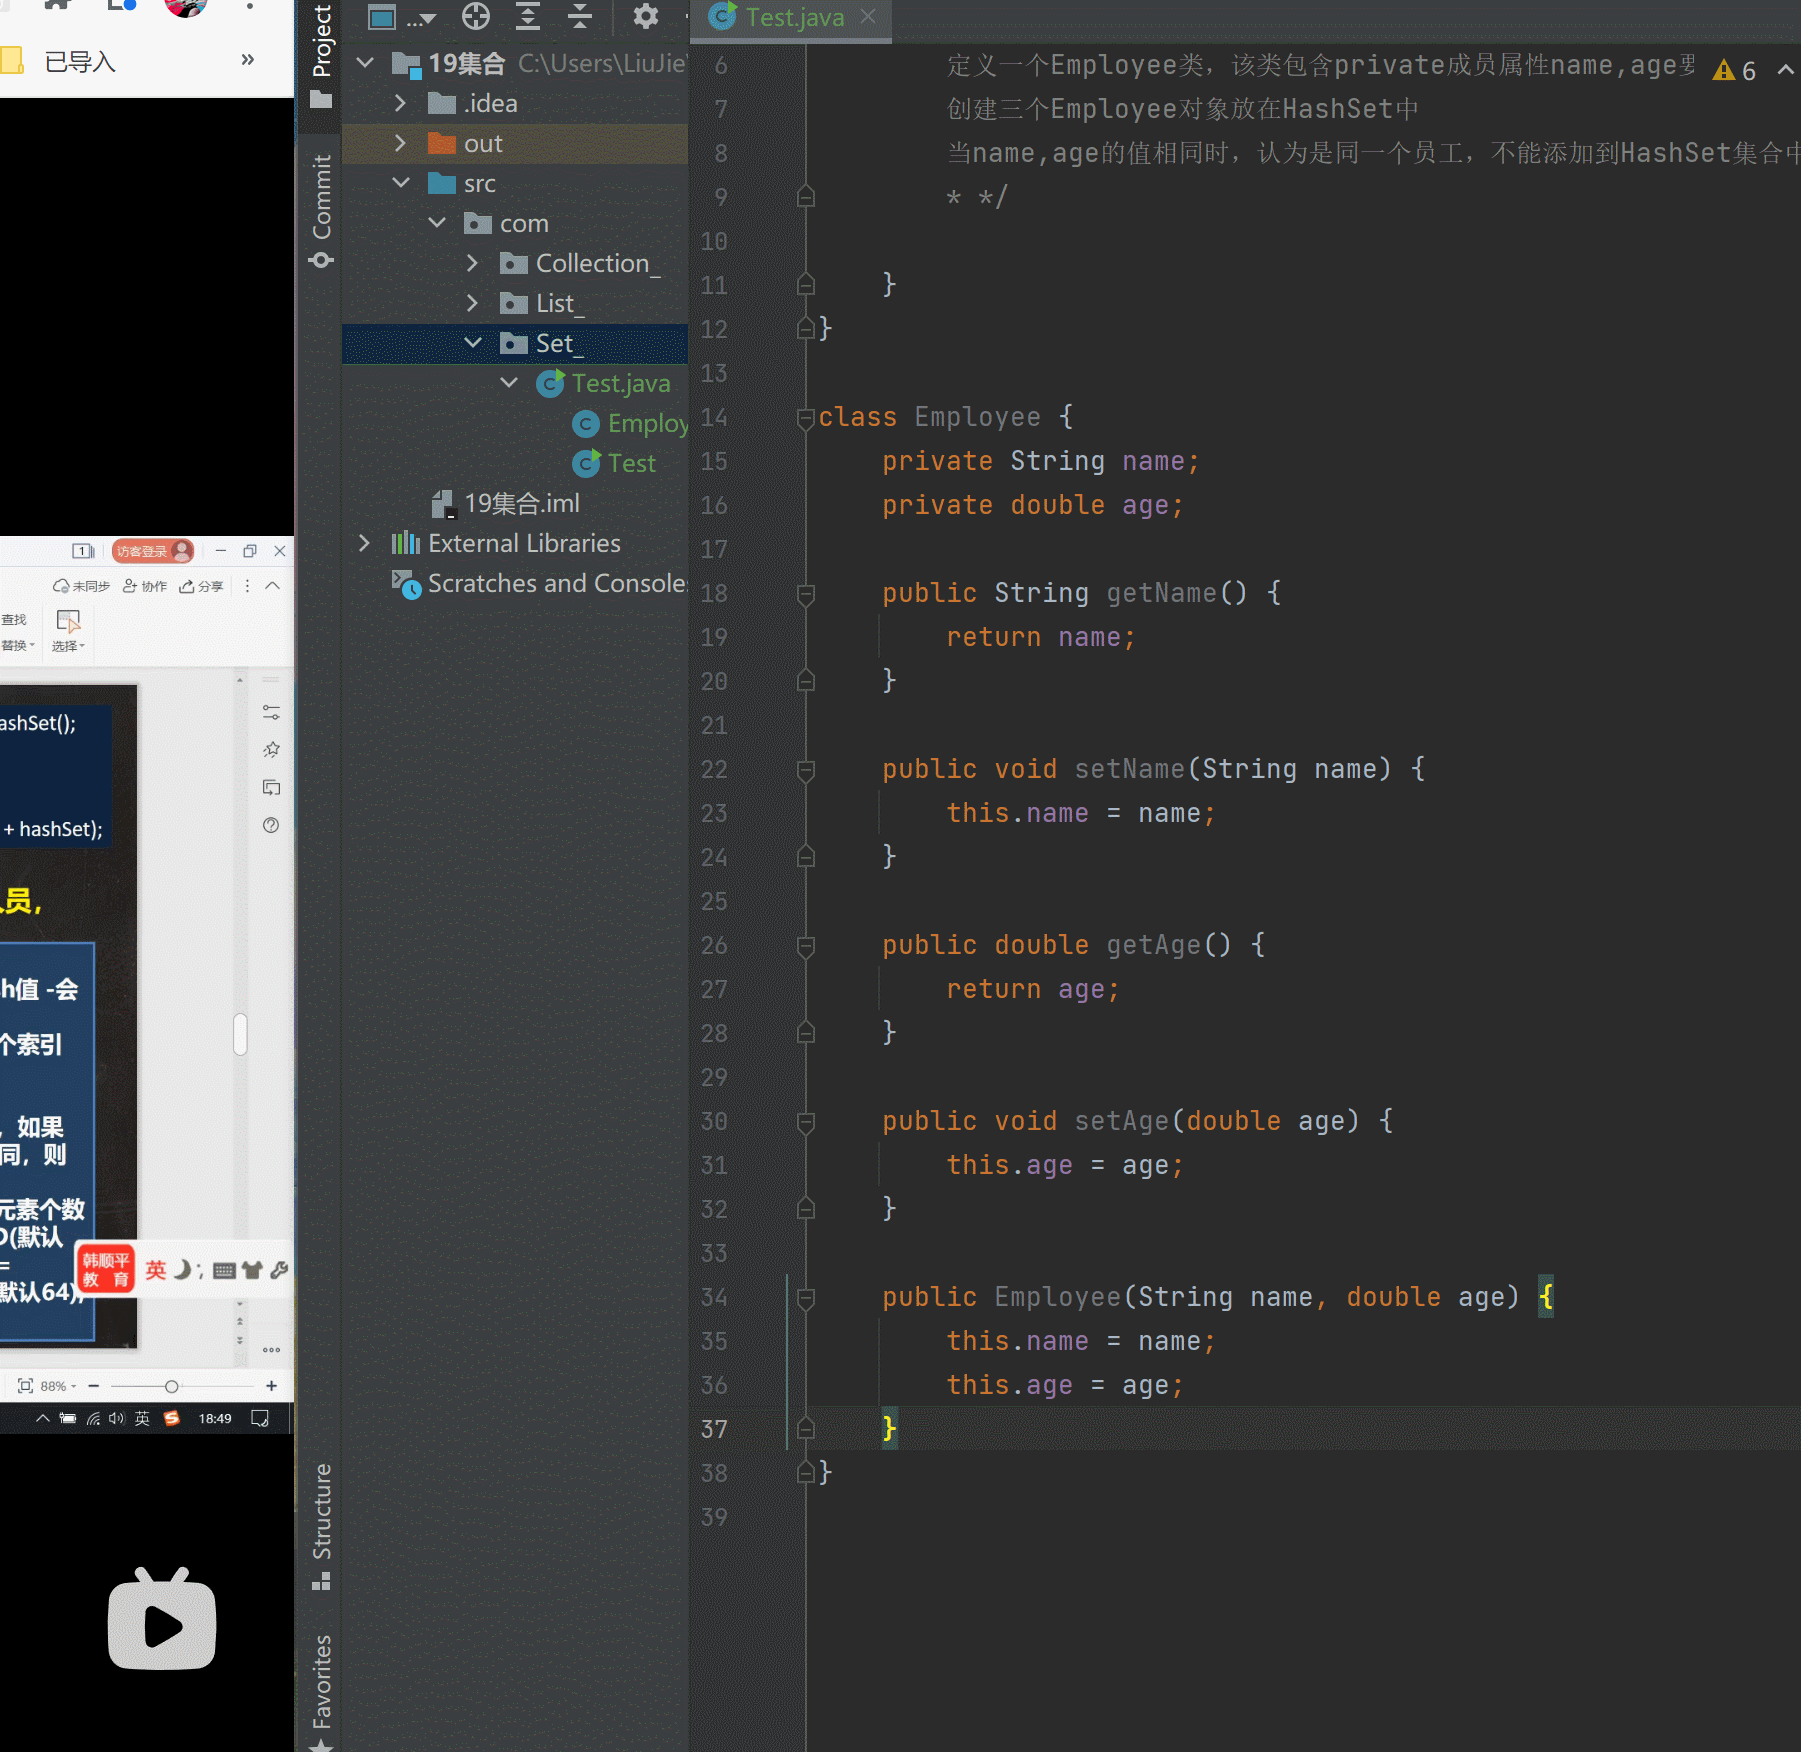 已导入
»
1
访客登录
未同步 协作 分享
查找
替换 选择
ashSet();
+ hashSet);
员,
h值 -会
个索引
, 如果
同, 则
元素个数
(默认
=
默认64),
韩顺平
教 育
英
88%
英
18:49
Project
Commit
Structure
Favorites
...
19集合 C:\Users\LiuJie
.idea
out
src
com
Collection_
List_
Set_
Test.java
Employ
Test
19集合.iml
External Libraries
Scratches and Console
Test.java
6
6 定义一个Employee类，该类包含private成员属性name,age要
7 创建三个Employee对象放在HashSet中
8 当name,age的值相同时，认为是同一个员工，不能添加到HashSet集合中
9 * */
10
11 }
12 }
13
14 class Employee {
15 private String name;
16 private double age;
17
18 public String getName() {
19 return name;
20 }
21
22 public void setName(String name) {
23 this.name = name;
24 }
25
26 public double getAge() {
27 return age;
28 }
29
30 public void setAge(double age) {
31 this.age = age;
32 }
33
34 public Employee(String name, double age) {
35 this.name = name;
36 this.age = age;
37 }
38 }
39